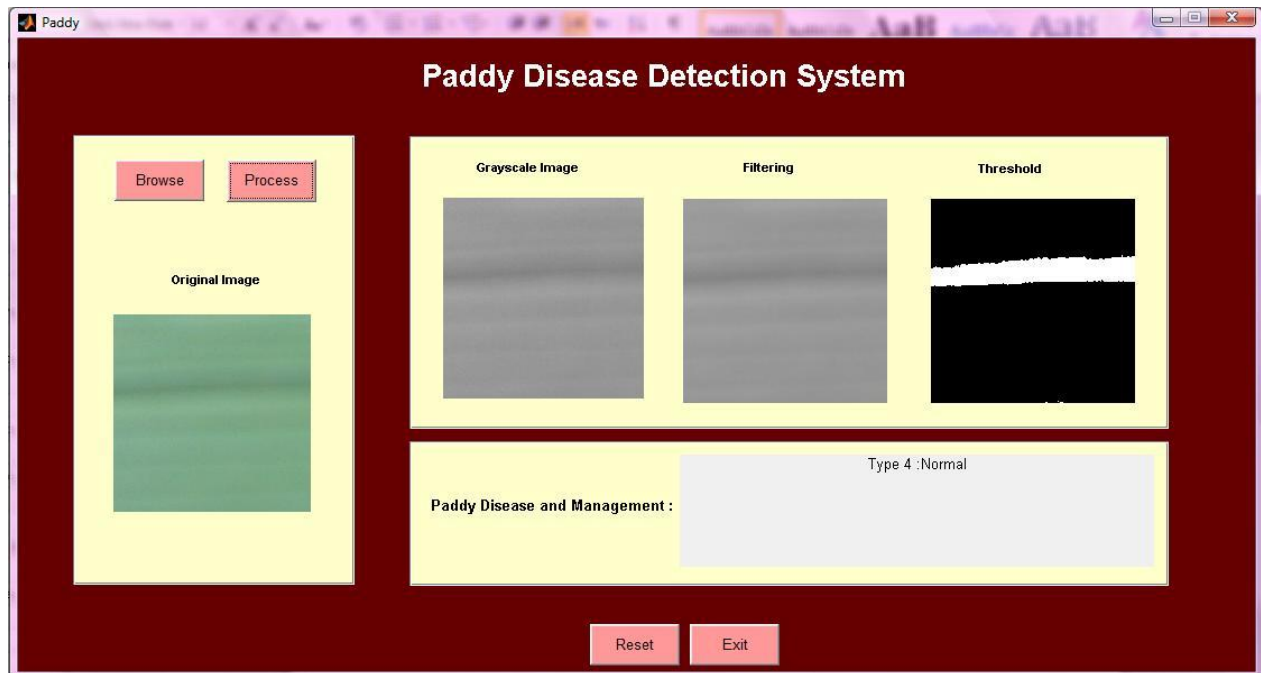 Paddy
Paddy Disease Detection System
Browse
Process
Original Image
Grayscale Image
Filtering
Threshold
Paddy Disease and Management :
Type 4 :Normal
Reset
Exit